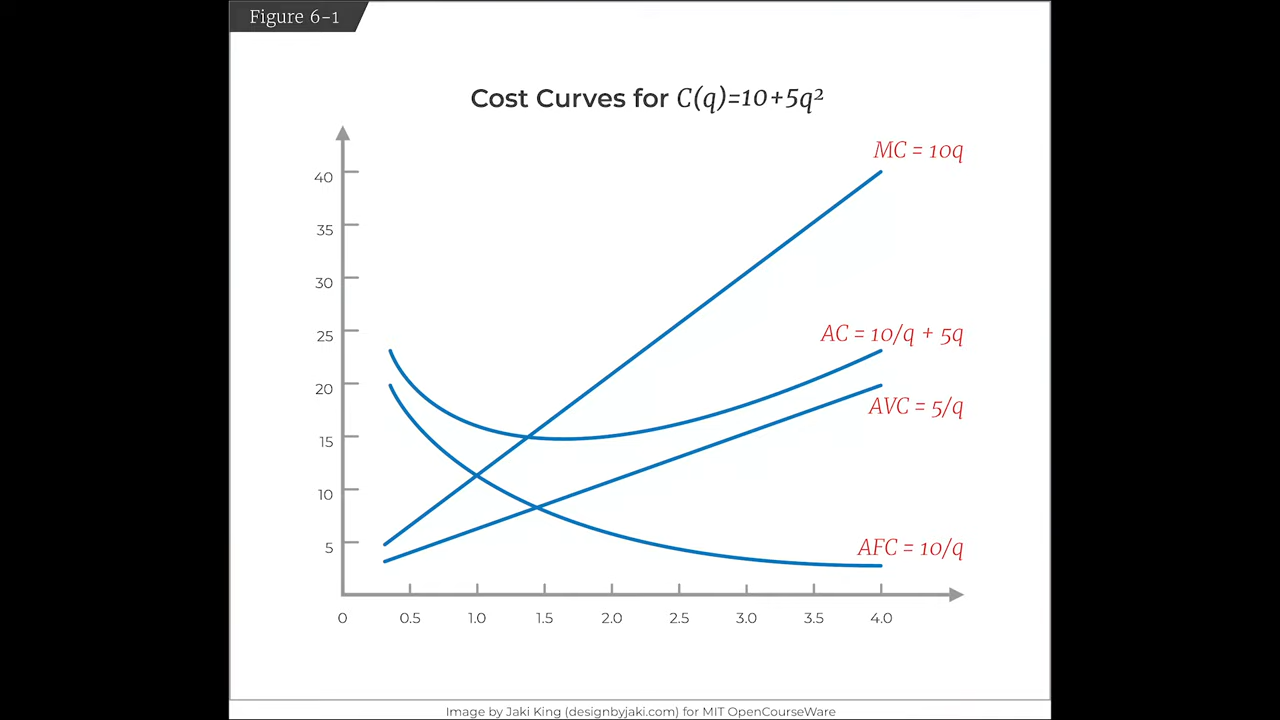 Figure 6-1
Cost Curves for C(q)=10+5q²
MC = 10q
40
35
30
25
AC = 10/q + 5q
20
AVC = 5/q
15
10
5
AFC = 10/q
0 0.5 1.0 1.5 2.0 2.5 3.0 3.5 4.0
Image by Jaki King (designbyjaki.com) for MIT OpenCourseWare